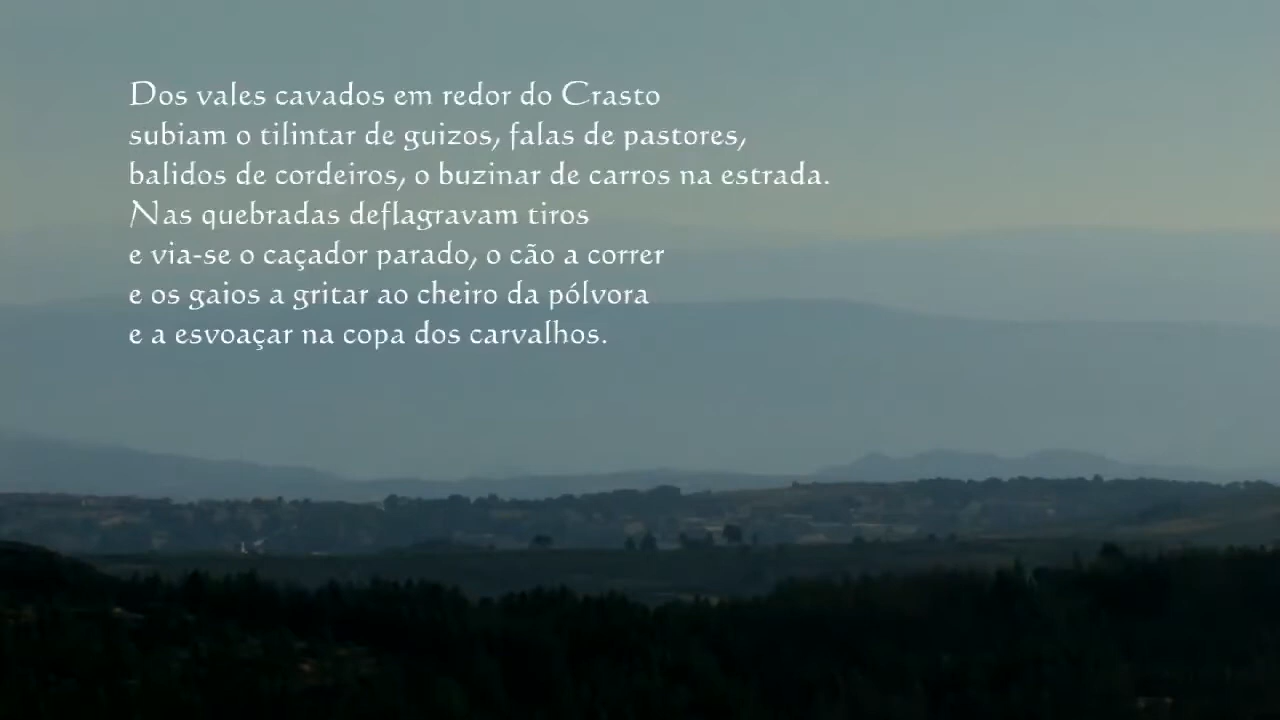 Dos vales cavados em redor do Crasto
subiam o tilintar de guizos, falas de pastores,
balidos de cordeiros, o buzinar de carros na estrada.
Nas quebradas deflagravam tiros
e via-se o caçador parado, o cão a correr
e os gaios a gritar ao cheiro da pólvora
e a esvoaçar na copa dos carvalhos.